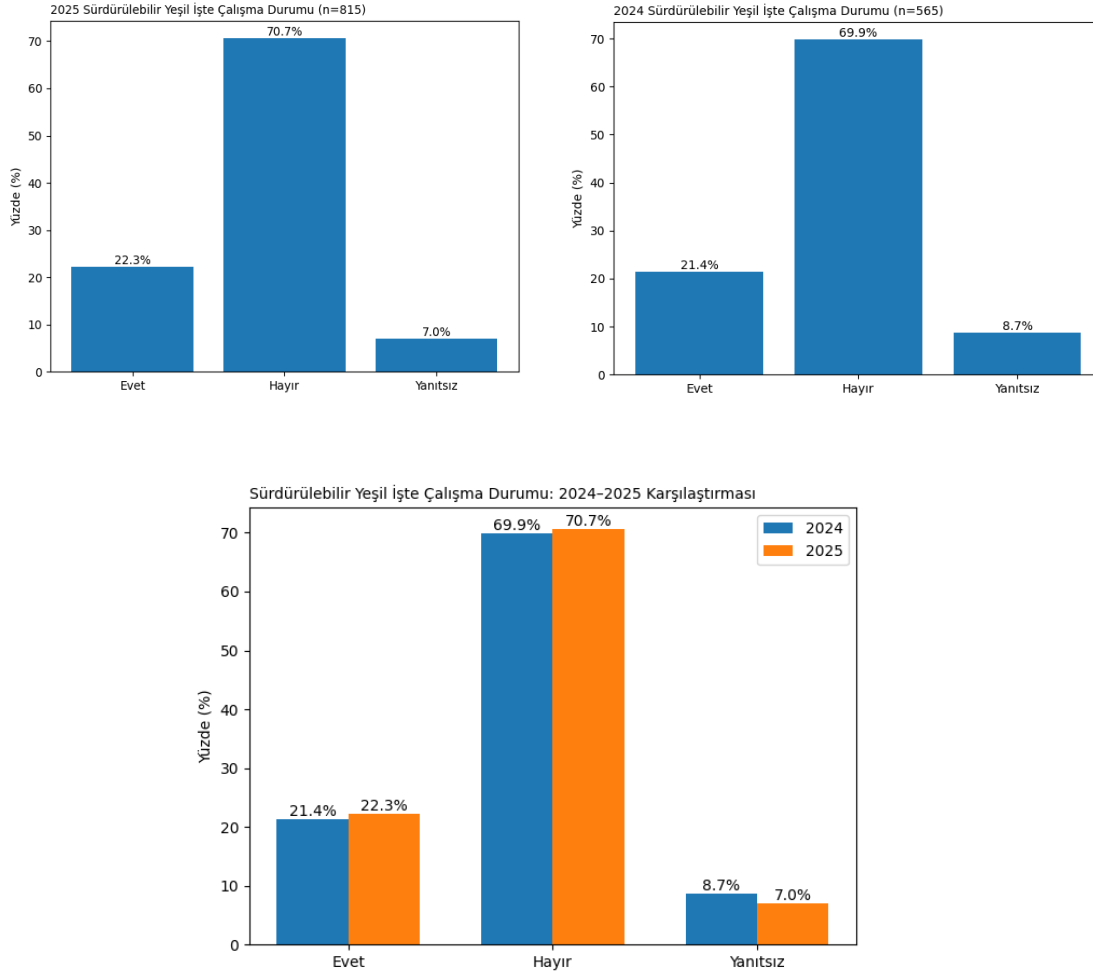 2025 Sürdürülebilir Yeşil İşte Çalışma Durumu (n=815)
Yüzde (%)
70
60
50
40
30
20
10
0
22.3%
70.7%
7.0%
Evet
Hayır
Yanıtsız
2024 Sürdürülebilir Yeşil İşte Çalışma Durumu (n=565)
Yüzde (%)
70
60
50
40
30
20
10
0
21.4%
69.9%
8.7%
Evet
Hayır
Yanıtsız
Sürdürülebilir Yeşil İşte Çalışma Durumu: 2024–2025 Karşılaştırması
Yüzde (%)
70
60
50
40
30
20
10
0
21.4%
22.3%
69.9%
70.7%
8.7%
7.0%
2024
2025
Evet
Hayır
Yanıtsız